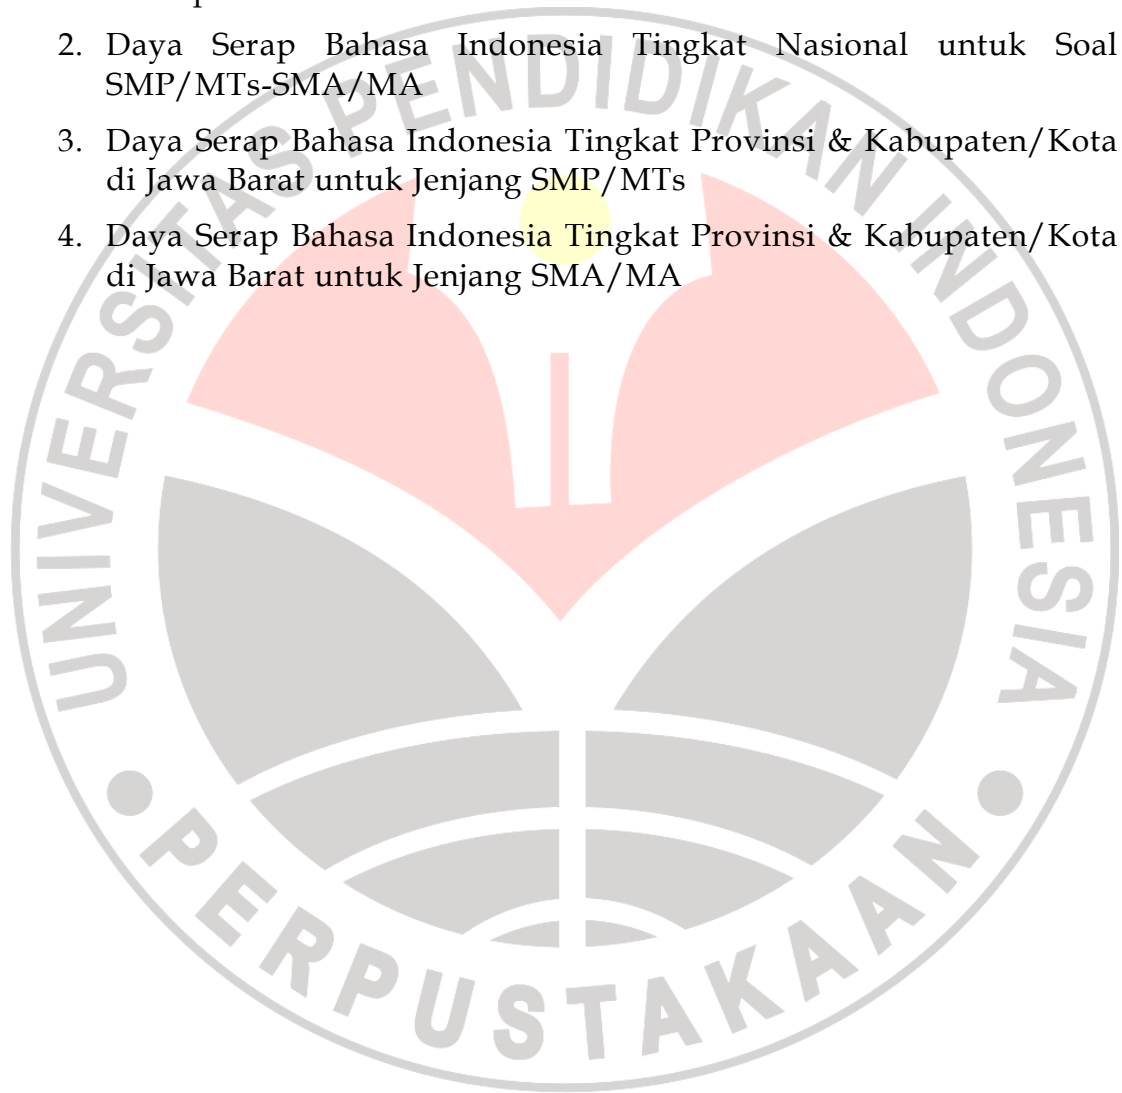 2. Daya Serap Bahasa Indonesia Tingkat Nasional untuk Soal
SMP/MTs-SMA/MA
3. Daya Serap Bahasa Indonesia Tingkat Provinsi & Kabupaten/Kota
di Jawa Barat untuk Jenjang SMP/MTs
4. Daya Serap Bahasa Indonesia Tingkat Provinsi & Kabupaten/Kota
di Jawa Barat untuk Jenjang SMA/MA
UNIVERSITAS PENDIDIKAN INDONESIA
PERPUSTAKAAN